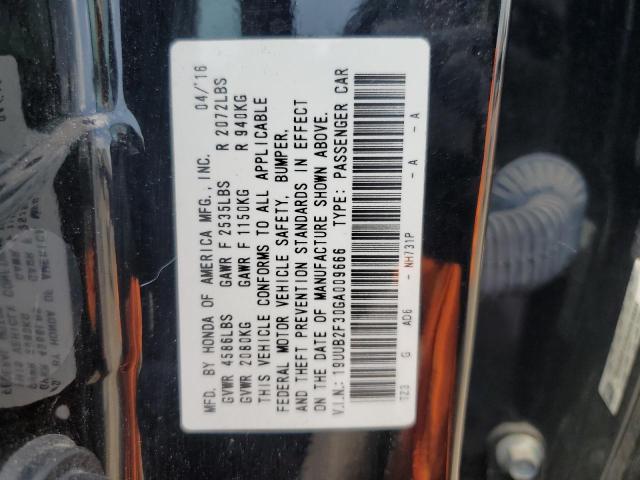 MFD. BY HONDA OF AMERICA MFG., INC. 04/'16
GVWR 4586LBS GAWR F 2535LBS R 2072LBS
GVWR 2080KG GAWR F 1150KG R 940KG
THIS VEHICLE CONFORMS TO ALL APPLICABLE
FEDERAL MOTOR VEHICLE SAFETY, BUMPER,
AND THEFT PREVENTION STANDARDS IN EFFECT
ON THE DATE OF MANUFACTURE SHOWN ABOVE.
V.I.N.: 19UUB2F30GA009666 TYPE: PASSENGER CAR
TZ3 G AD6 - NH731P - A - A